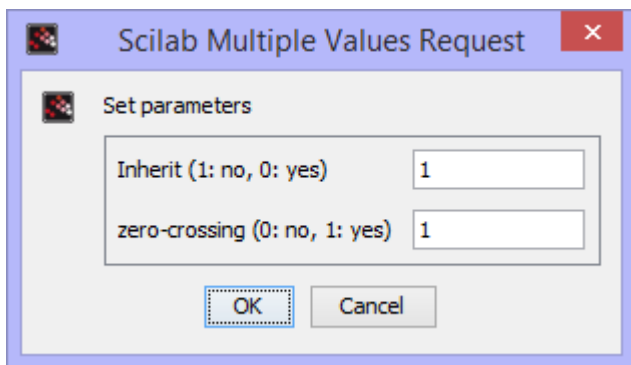 Scilab Multiple Values Request
Set parameters
Inherit (1: no, 0: yes) 1
zero-crossing (0: no, 1: yes) 1
OK Cancel